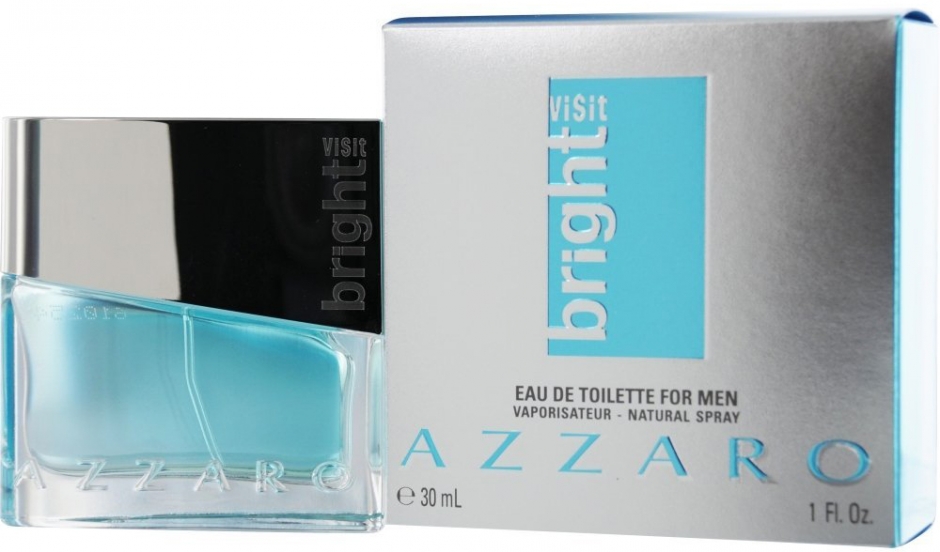 ViSit
bright
AZZARO
ViSit
bright
EAU DE TOILETTE FOR MEN
VAPORISATEUR - NATURAL SPRAY
AZZARO
℮ 30 mL
1 Fl. Oz.